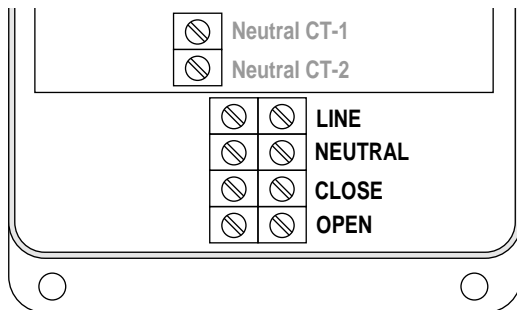 Neutral CT-1
Neutral CT-2
LINE
NEUTRAL
CLOSE
OPEN